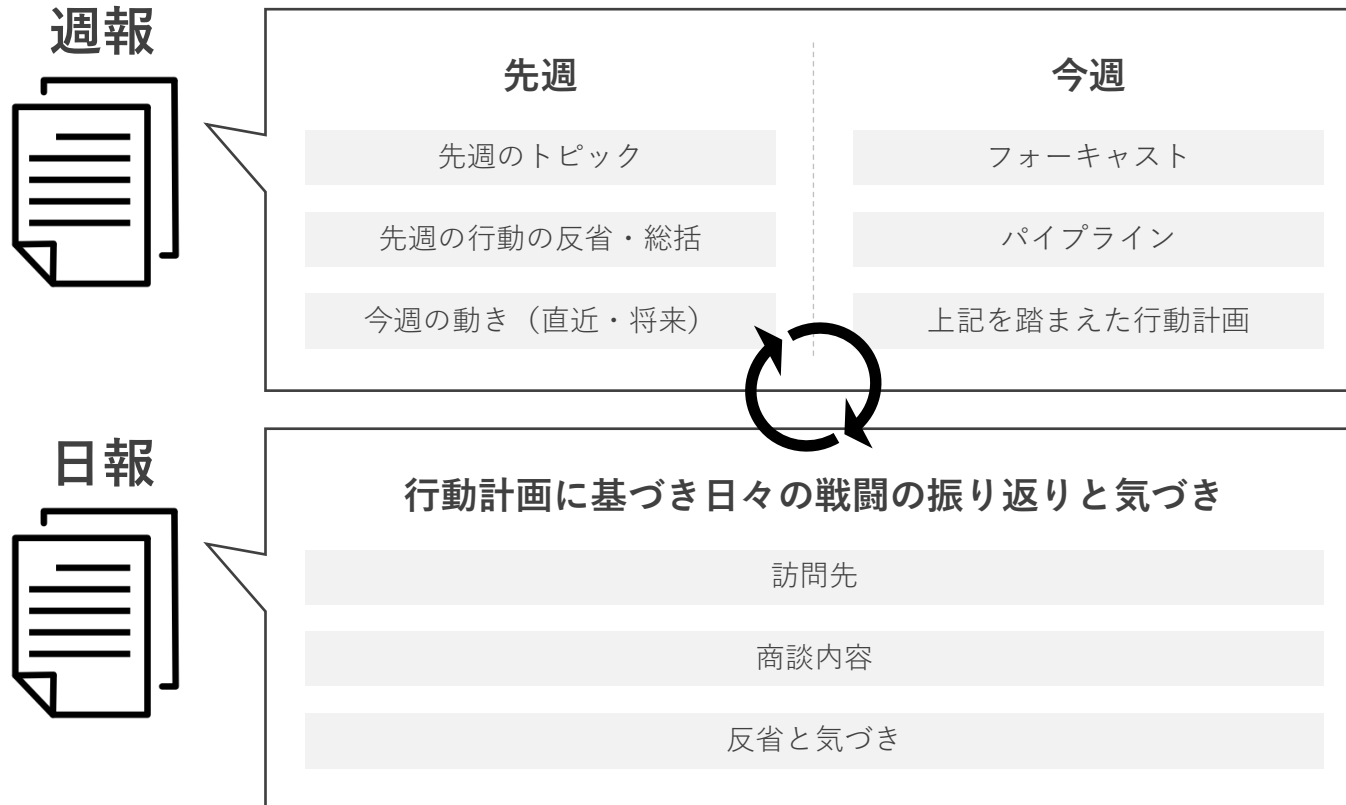 週報
先週
今週
先週のトピック
フォーキャスト
先週の行動の反省・総括
パイプライン
今週の動き（直近・将来）
上記を踏まえた行動計画
日報
行動計画に基づき日々の戦闘の振り返りと気づき
訪問先
商談内容
反省と気づき